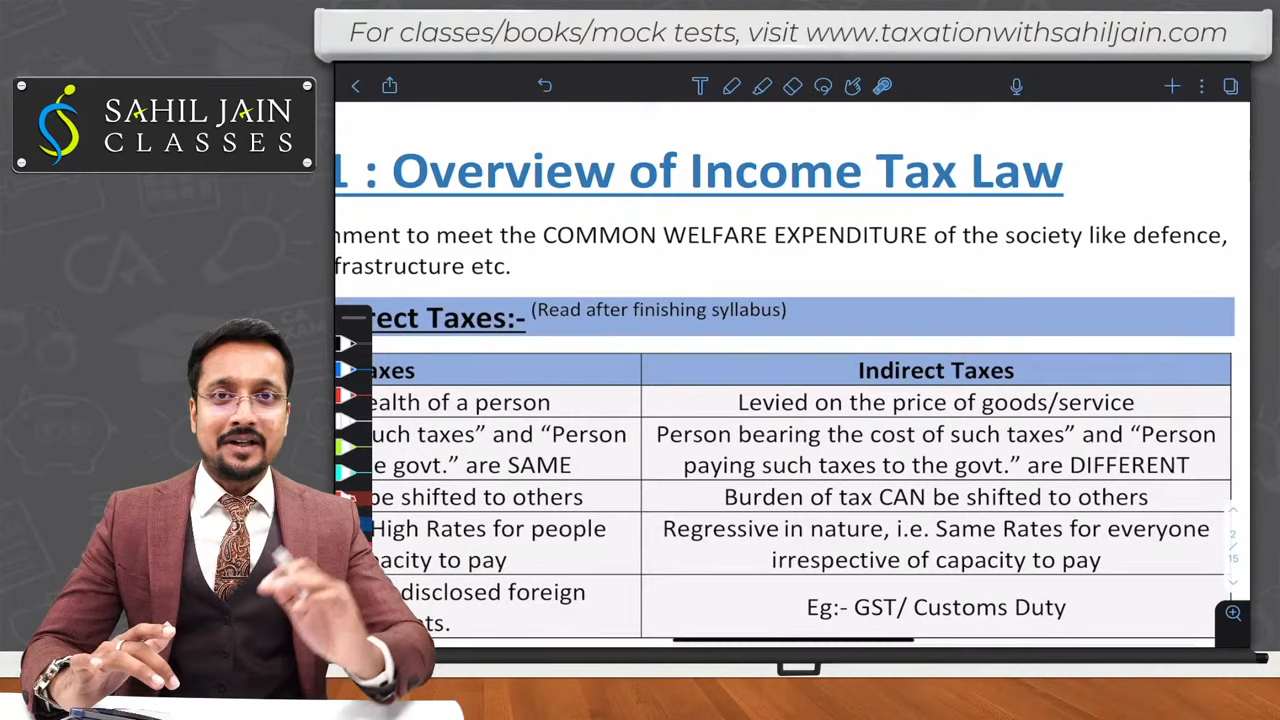 For classes/books/mock tests, visit www.taxationwithsahiljain.com
SAHIL JAIN
CLASSES
1 : Overview of Income Tax Law
nment to meet the COMMON WELFARE EXPENDITURE of the society like defence,
frastructure etc.
rect Taxes:- (Read after finishing syllabus)
axes
Indirect Taxes
ealth of a person
Levied on the price of goods/service
uch taxes” and “Person
e govt.” are SAME
Person bearing the cost of such taxes” and “Person
paying such taxes to the govt.” are DIFFERENT
be shifted to others
Burden of tax CAN be shifted to others
High Rates for people
pacity to pay
Regressive in nature, i.e. Same Rates for everyone
irrespective of capacity to pay
disclosed foreign
ts.
Eg:- GST/ Customs Duty
2
/
15